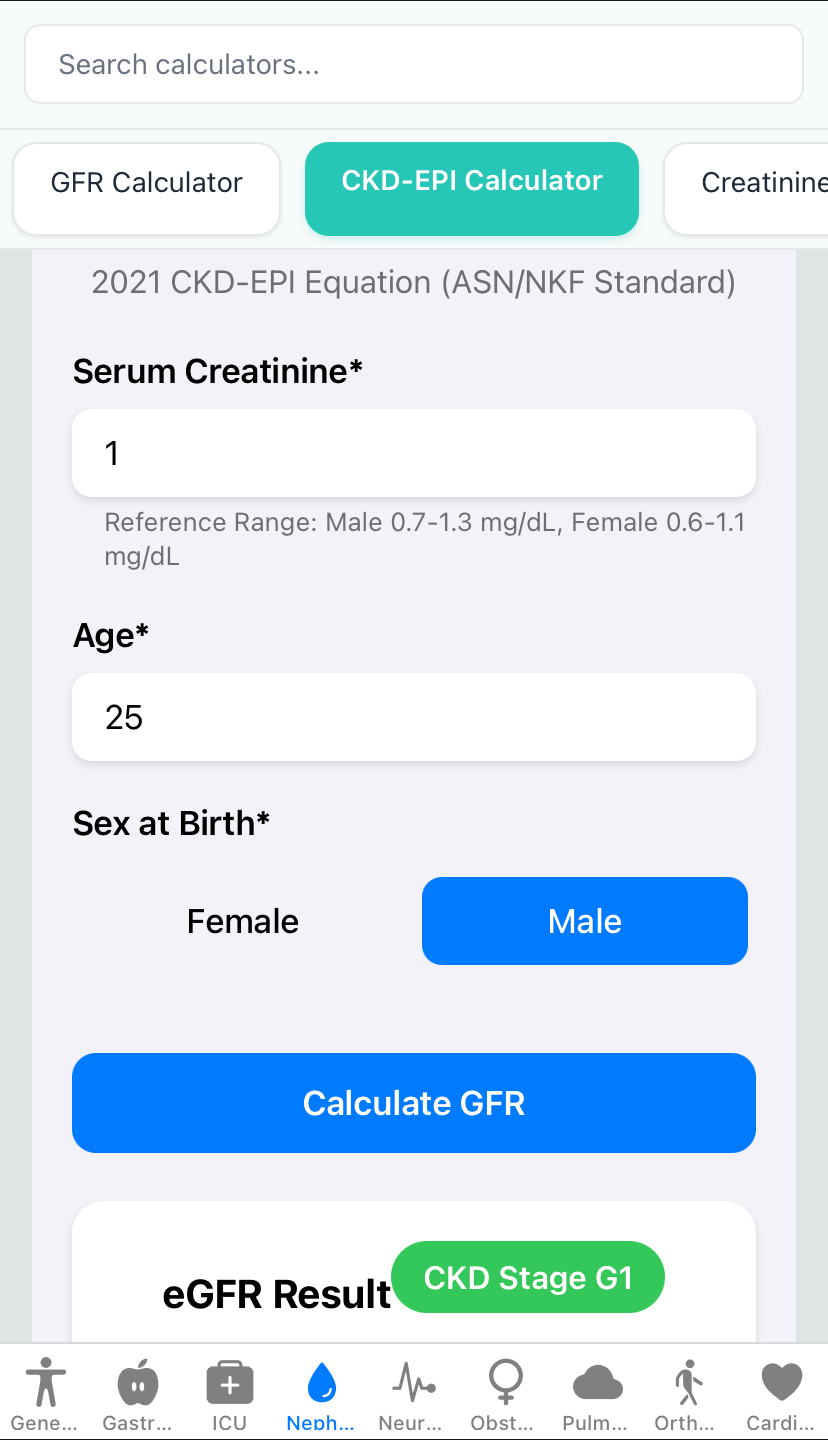 Search calculators...
GFR Calculator
CKD-EPI Calculator
Creatinine
2021 CKD-EPI Equation (ASN/NKF Standard)
Serum Creatinine*
1
Reference Range: Male 0.7-1.3 mg/dL, Female 0.6-1.1
mg/dL
Age*
25
Sex at Birth*
Female
Male
Calculate GFR
eGFR Result
CKD Stage G1
Gene...
Gastr...
ICU
Neph...
Neur...
Obst...
Pulm...
Orth...
Cardi...